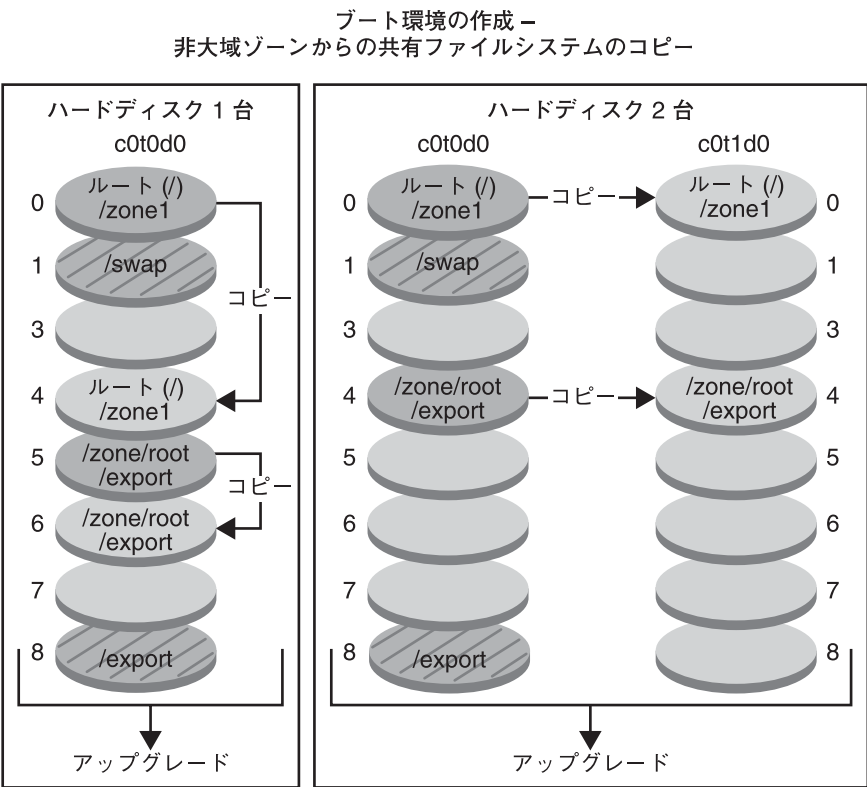 ブート環境の作成 –
非大域ゾーンからの共有ファイルシステムのコピー
ハードディスク 1 台
c0t0d0
0
ルート (/)
/zone1
1
/swap
コピー
3
4
ルート (/)
/zone1
5
/zone/root
/export
コピー
6
/zone/root
/export
7
8
/export
アップグレード
ハードディスク 2 台
c0t0d0
c0t1d0
0
ルート (/)
/zone1
コピー
ルート (/)
/zone1
0
1
/swap
1
3
3
4
/zone/root
/export
コピー
/zone/root
/export
4
5
5
6
6
7
7
8
/export
8
アップグレード